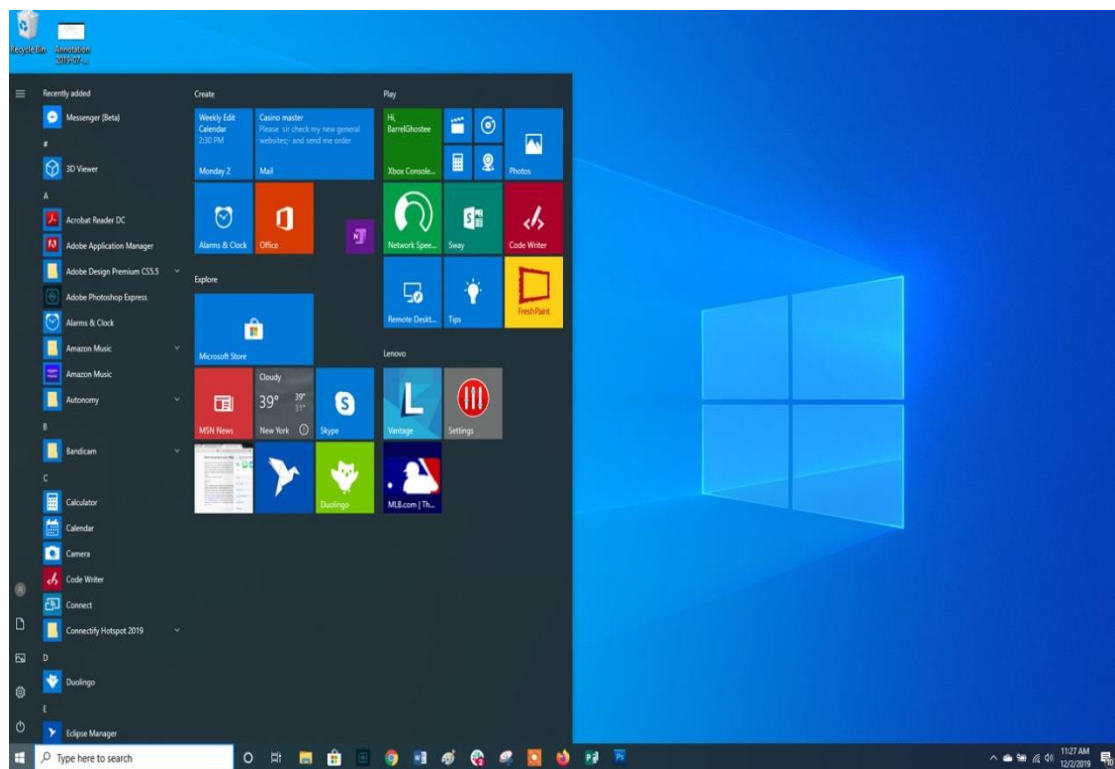 Recycle Bin
Annotation
2019-07-...
Recently added
Messenger (Beta)
#
3D Viewer
A
Acrobat Reader DC
Adobe Application Manager
Adobe Design Premium CS5.5
Adobe Photoshop Express
Alarms & Clock
Amazon Music
Amazon Music
Autonomy
B
Bandicam
C
Calculator
Calendar
Camera
Code Writer
Connect
Connectify Hotspot 2019
D
Duolingo
E
Eclipse Manager
Create
Weekly Edit
Calendar
2:30 PM
Monday 2
Casino master
Please sir check my new general
websites;- and send me order
Mail
Alarms & Clock
Office
N
Explore
Microsoft Store
MSN News
Cloudy
39°
39°
31°
New York
S
Skype
Duolingo
Play
Hi,
BarrelGhostee
Xbox Console...
Photos
Network Spee...
S
Sway
Code Writer
Remote Deskt...
Tips
Fresh Paint
Lenovo
L
Vantage
Settings
MLB.com | Th...
Type here to search
Ps
11:27 AM
12/2/2019